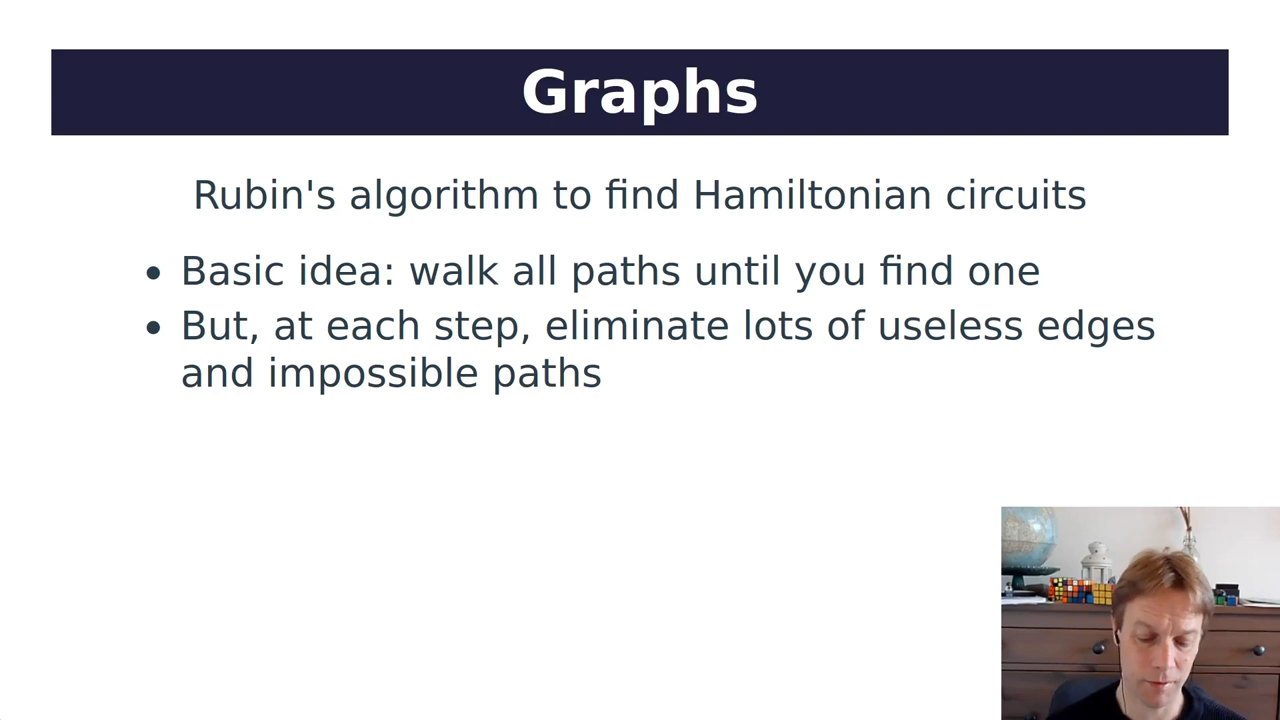 Graphs
Rubin's algorithm to find Hamiltonian circuits
• Basic idea: walk all paths until you find one
• But, at each step, eliminate lots of useless edges
and impossible paths